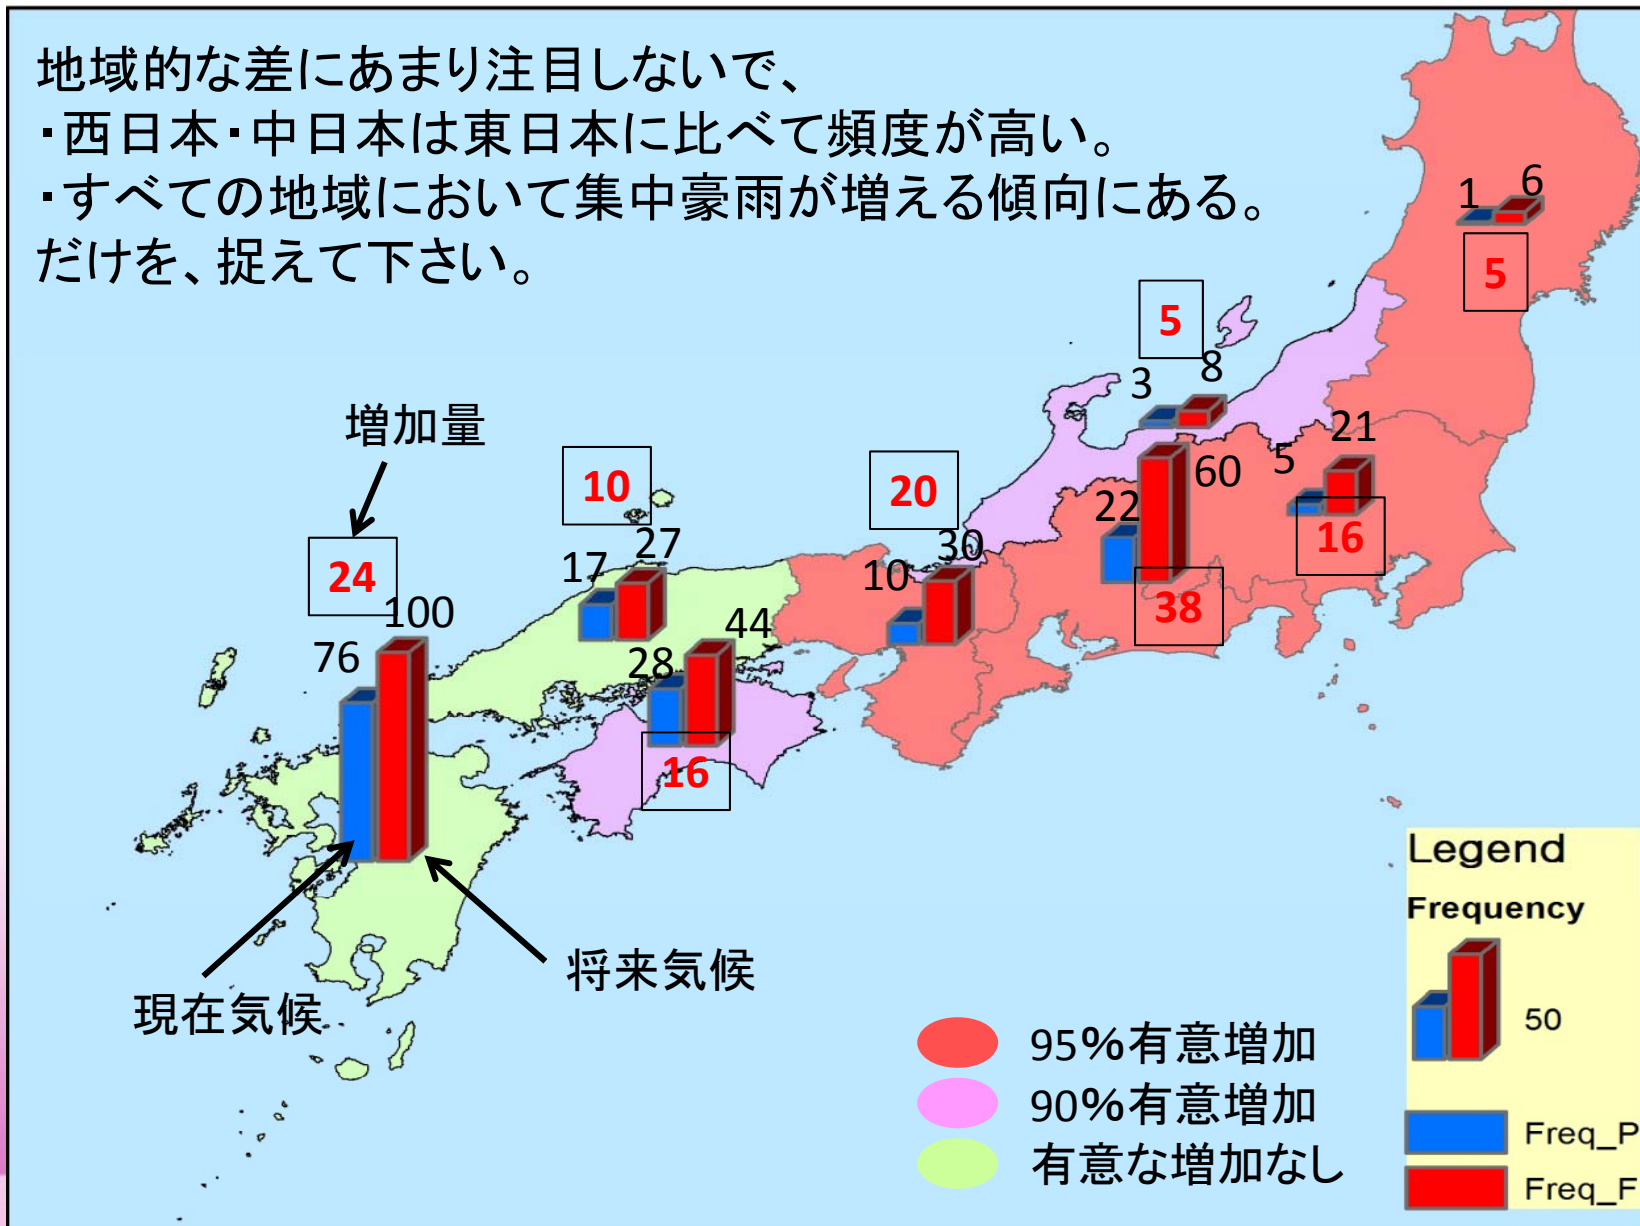 地域的な差にあまり注目しないで、
・西日本・中日本は東日本に比べて頻度が高い。
・すべての地域において集中豪雨が増える傾向にある。
だけを、捉えて下さい。
1 6
5
5
3 8
増加量
21
5
16
60
22
38
20
30
10
10
27
17
24
100
76
44
28
16
現在気候
将来気候
95%有意増加
90%有意増加
有意な増加なし
Legend
Frequency
50
Freq_P
Freq_F